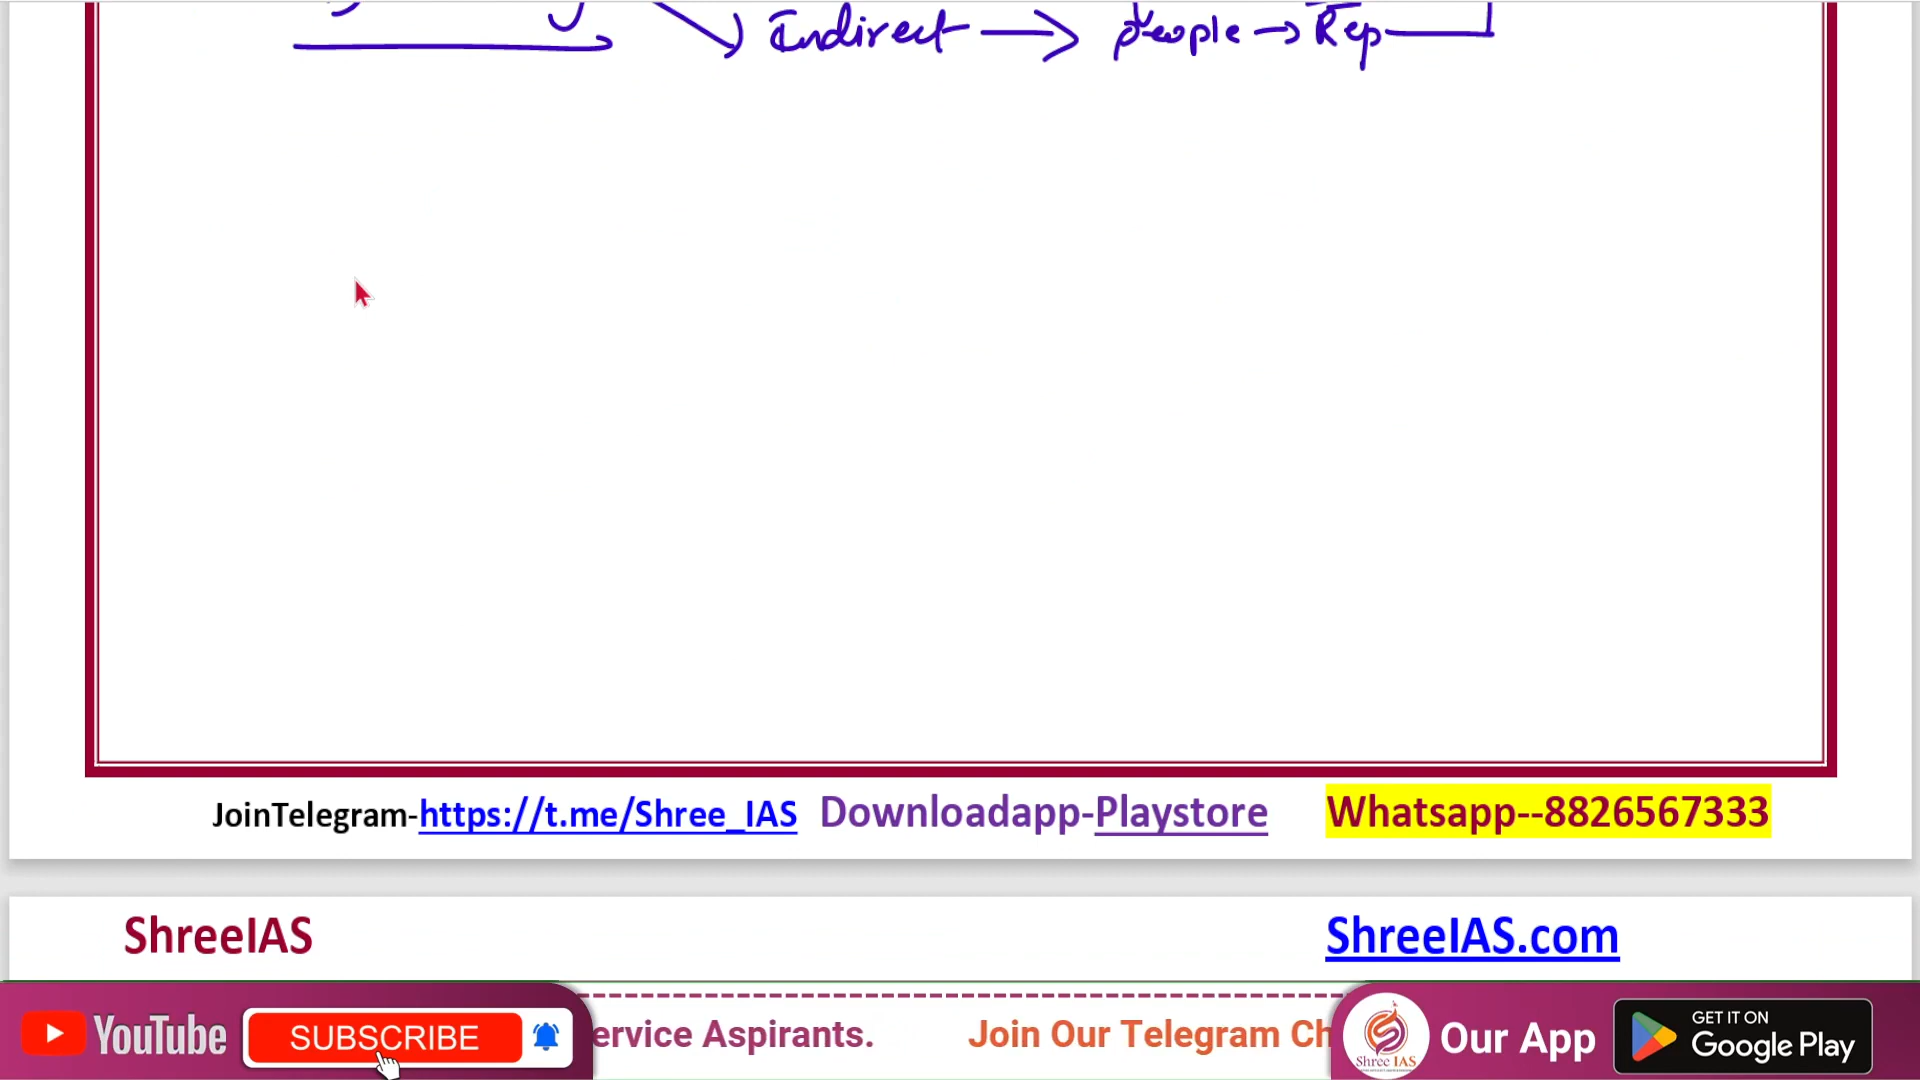 Indirect → people → Rep
JoinTelegram-https://t.me/Shree_IAS Downloadapp-Playstore Whatsapp--8826567333
ShreeIAS ShreeIAS.com
YouTube SUBSCRIBE ervice Aspirants. Join Our Telegram Ch Shree IAS Our App GET IT ON Google Play